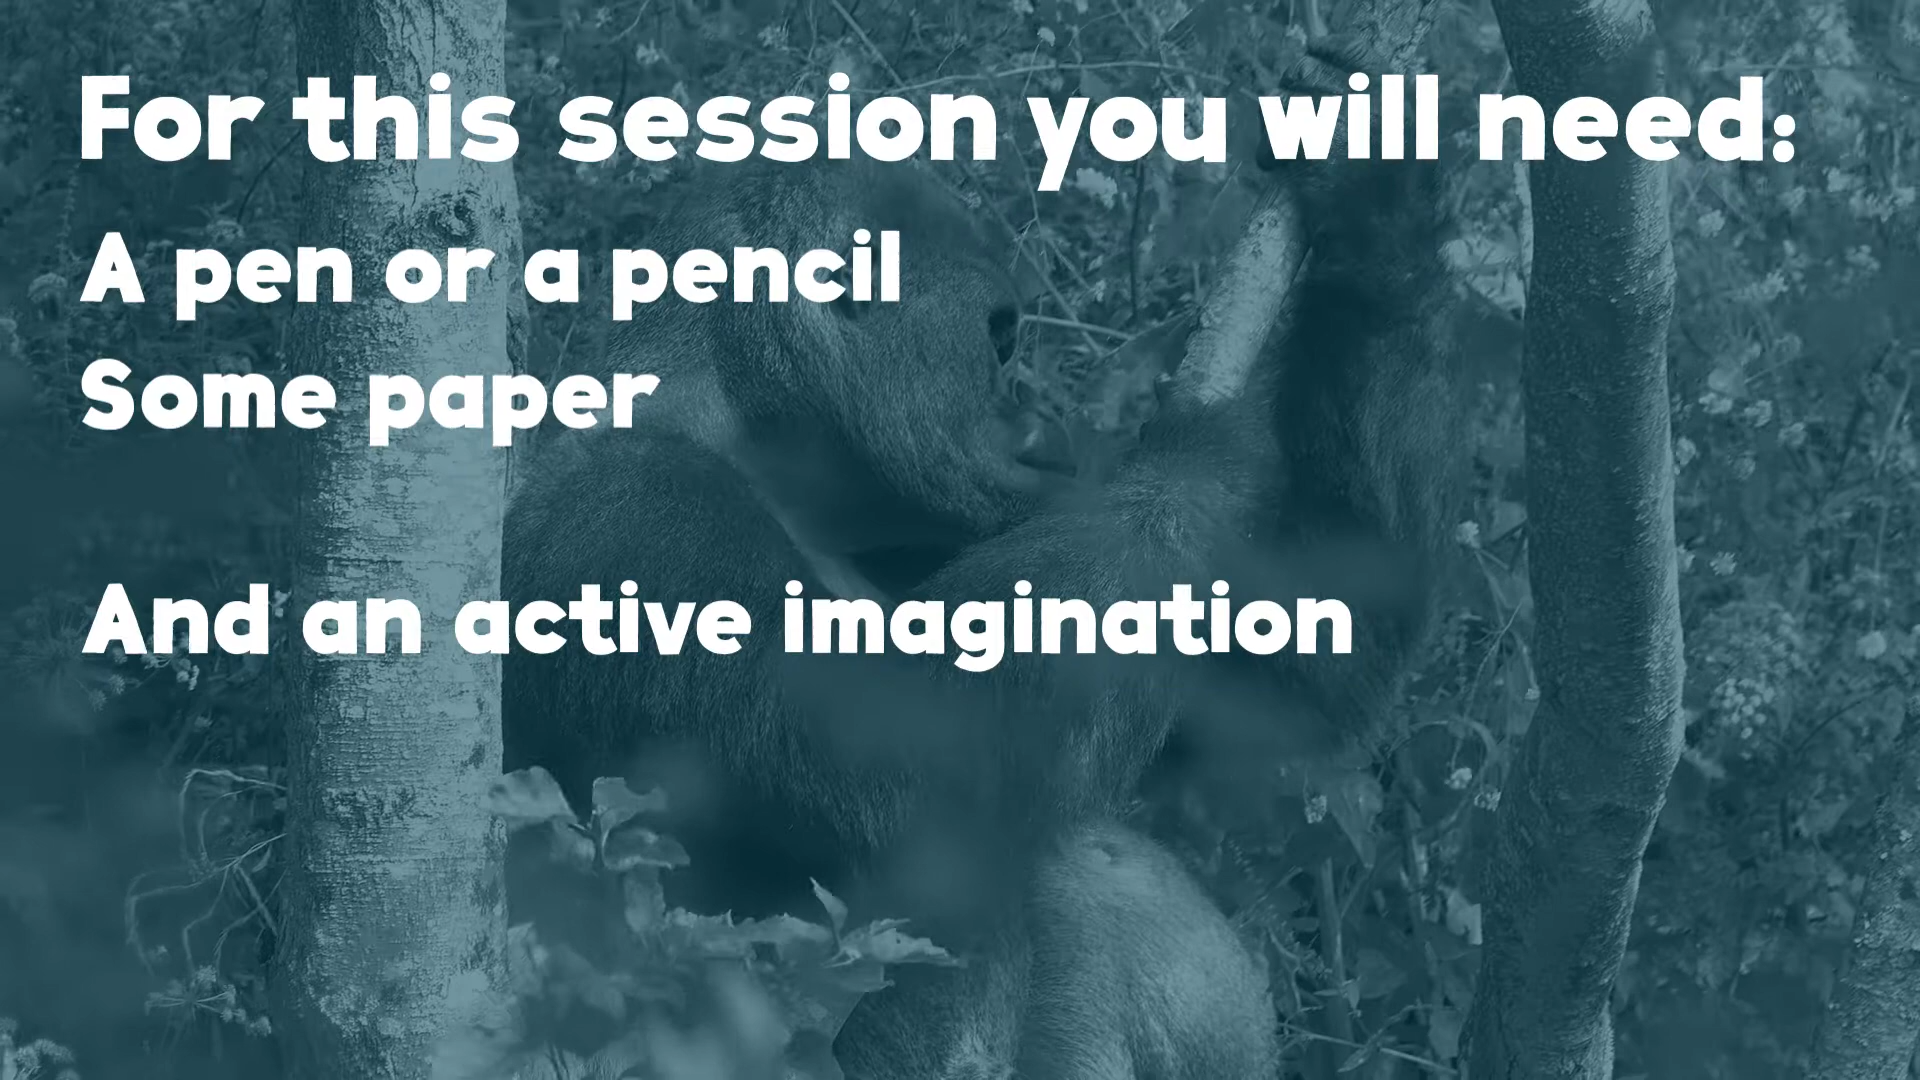 For this session you will need:
A pen or a pencil
Some paper
And an active imagination